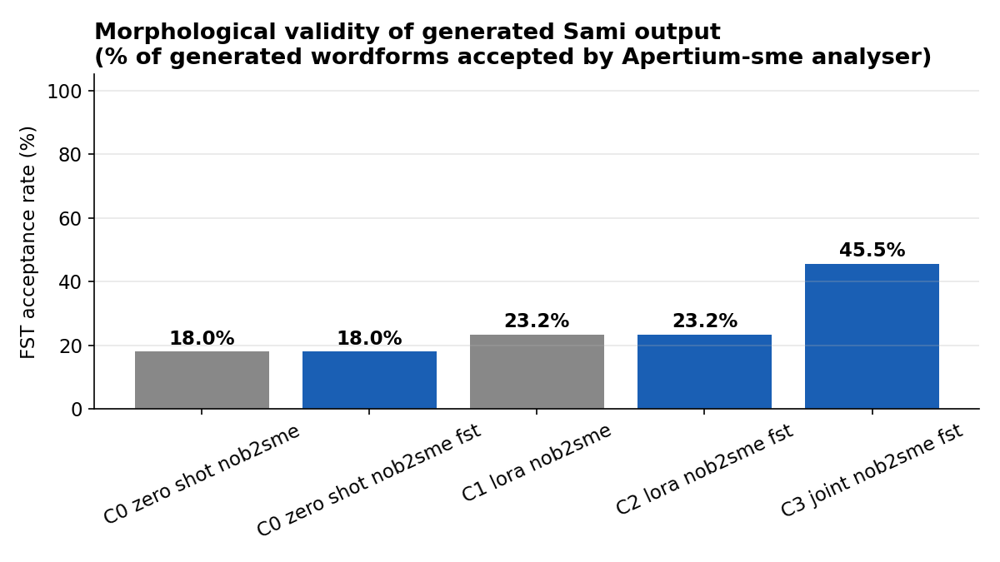 Morphological validity of generated Sami output
(% of generated wordforms accepted by Apertium-sme analyser)
FST acceptance rate (%)
100
80
60
40
20
0
18.0%
18.0%
23.2%
23.2%
45.5%
C0 zero shot nob2sme
C0 zero shot nob2sme fst
C1 lora nob2sme
C2 lora nob2sme fst
C3 joint nob2sme fst